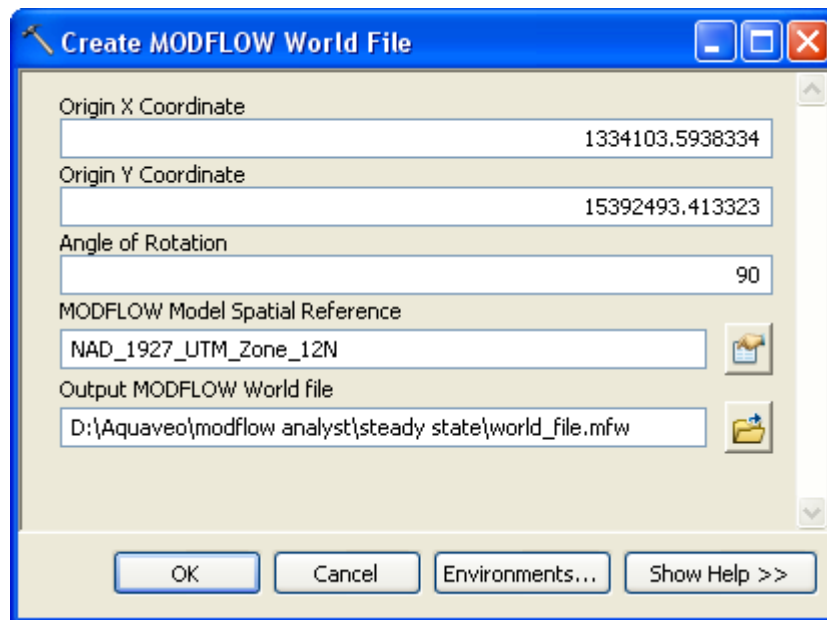 Create MODFLOW World File
Origin X Coordinate
1334103.5938334
Origin Y Coordinate
15392493.413323
Angle of Rotation
90
MODFLOW Model Spatial Reference
NAD_1927_UTM_Zone_12N
Output MODFLOW World file
D:\Aquaveo\modflow analyst\steady state\world_file.mfw
OK Cancel Environments... Show Help >>